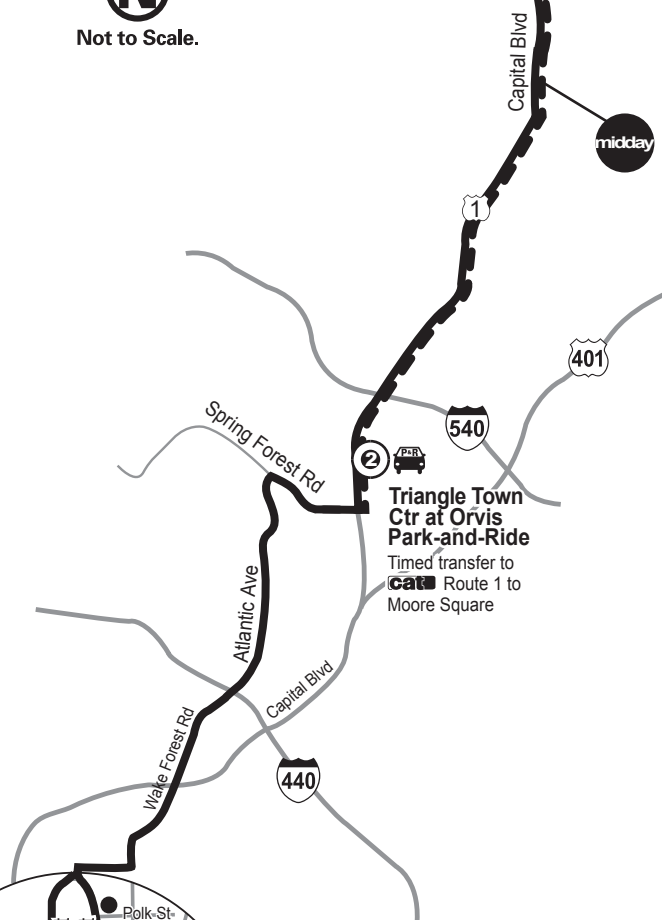 N
Not to Scale.
Capital Blvd
midday
1
401
540
Spring Forest Rd
2
P&R
Triangle Town
Ctr at Orvis
Park-and-Ride
Timed transfer to
cat Route 1 to
Moore Square
Atlantic Ave
Capital Blvd
Wake Forest Rd
440
Polk St